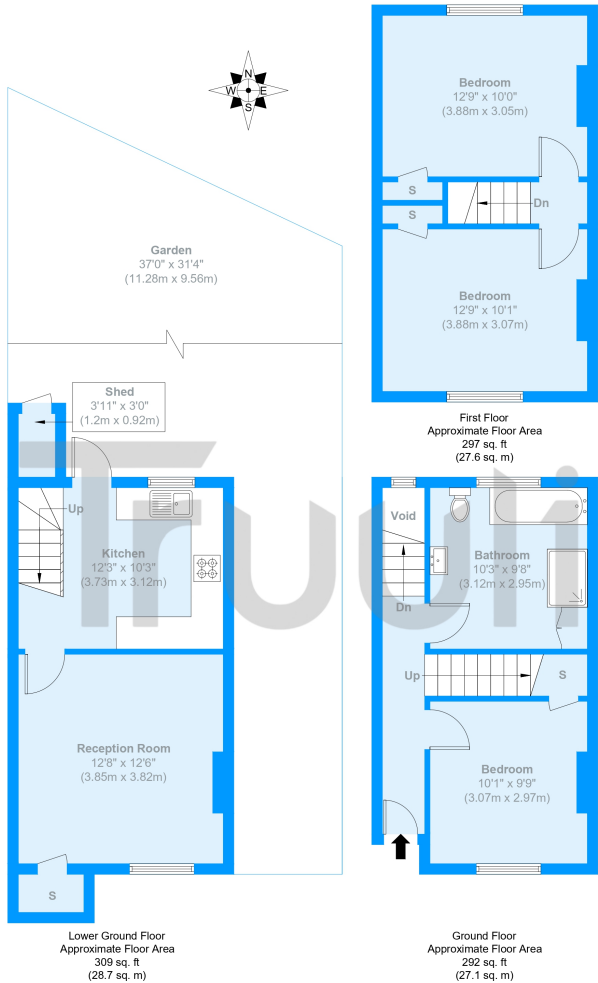 N
W E
S
Garden
37'0" x 31'4"
(11.28m x 9.56m)
Shed
3'11" x 3'0"
(1.2m x 0.92m)
Up
Kitchen
12'3" x 10'3"
(3.73m x 3.12m)
Reception Room
12'8" x 12'6"
(3.85m x 3.82m)
S
Lower Ground Floor
Approximate Floor Area
309 sq. ft
(28.7 sq. m)
Bedroom
12'9" x 10'0"
(3.88m x 3.05m)
S
Dn
S
Bedroom
12'9" x 10'1"
(3.88m x 3.07m)
First Floor
Approximate Floor Area
297 sq. ft
(27.6 sq. m)
Void
Bathroom
10'3" x 9'8"
(3.12m x 2.95m)
Dn
Up
S
Bedroom
10'1" x 9'9"
(3.07m x 2.97m)
Ground Floor
Approximate Floor Area
292 sq. ft
(27.1 sq. m)
Truuli